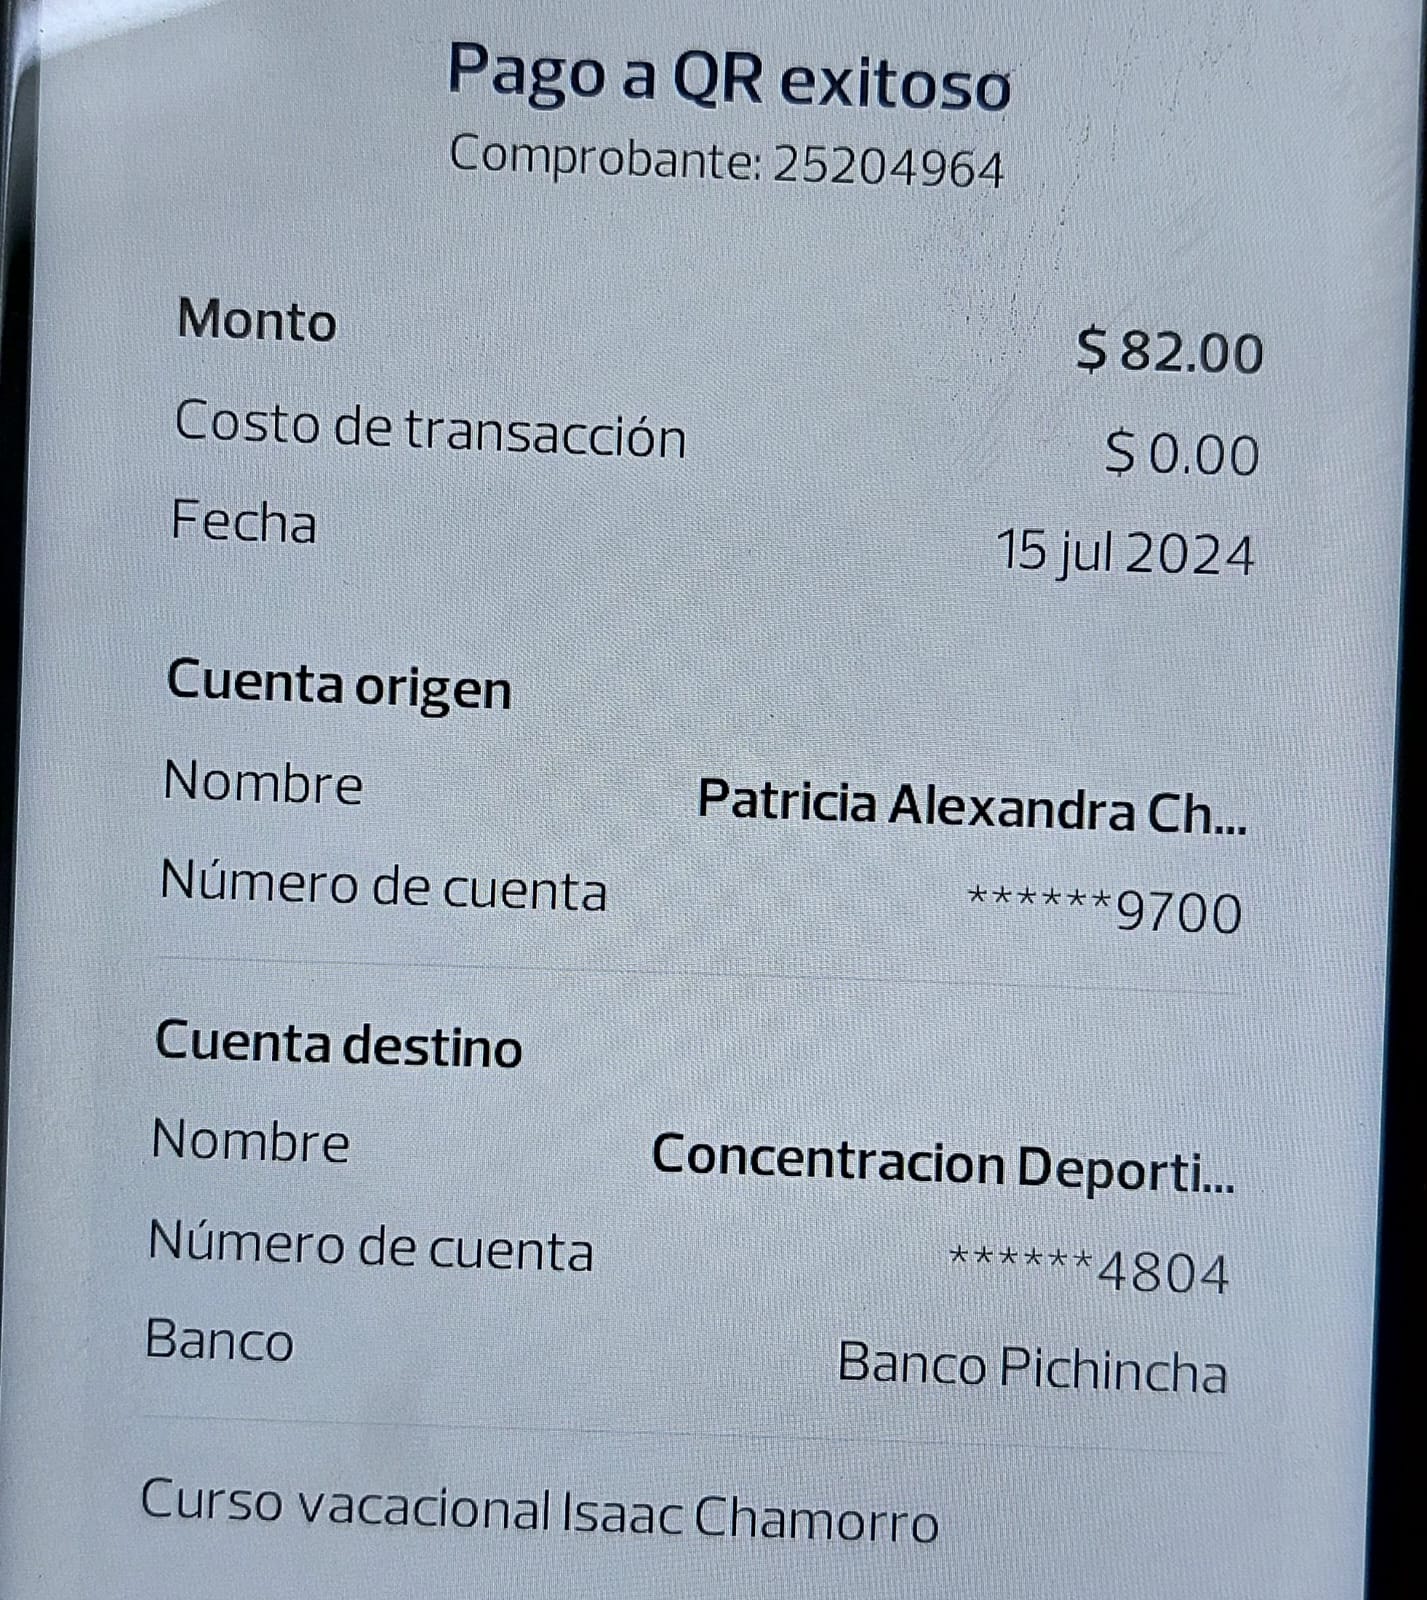 Pago a QR exitoso
Comprobante: 25204964
Monto $ 82.00
Costo de transacción $ 0.00
Fecha 15 jul 2024
Cuenta origen
Nombre Patricia Alexandra Ch...
Número de cuenta ******9700
Cuenta destino
Nombre Concentracion Deporti...
Número de cuenta ******4804
Banco Banco Pichincha
Curso vacacional Isaac Chamorro